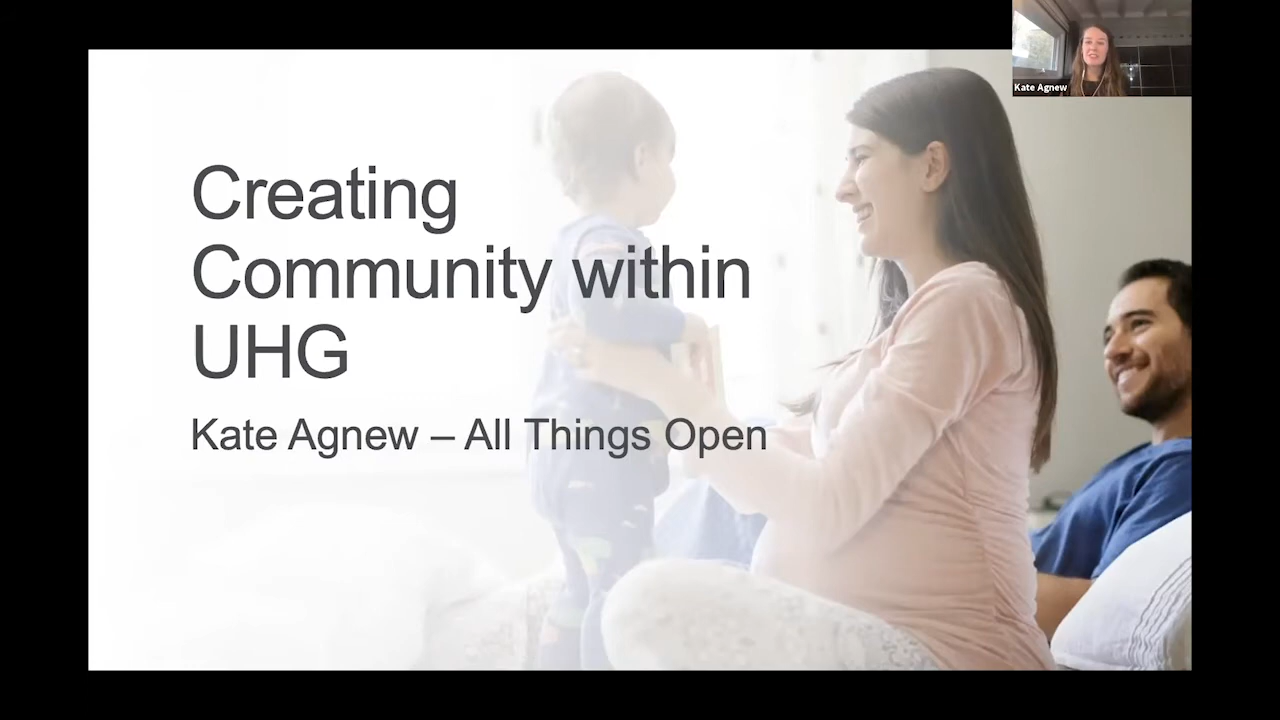 Creating
Community within
UHG
Kate Agnew – All Things Open
Kate Agnew